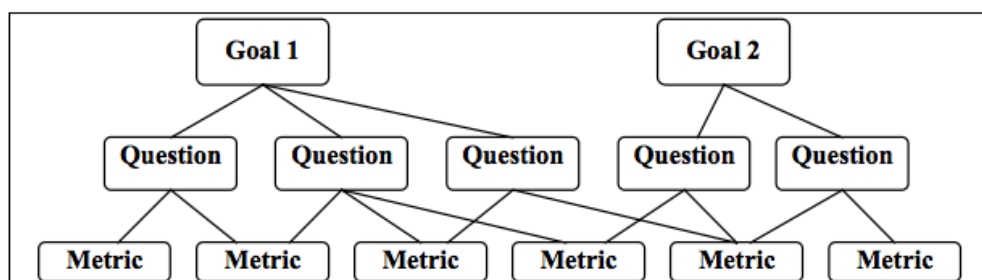 Goal 1 Goal 2
Question Question Question Question Question
Metric Metric Metric Metric Metric Metric